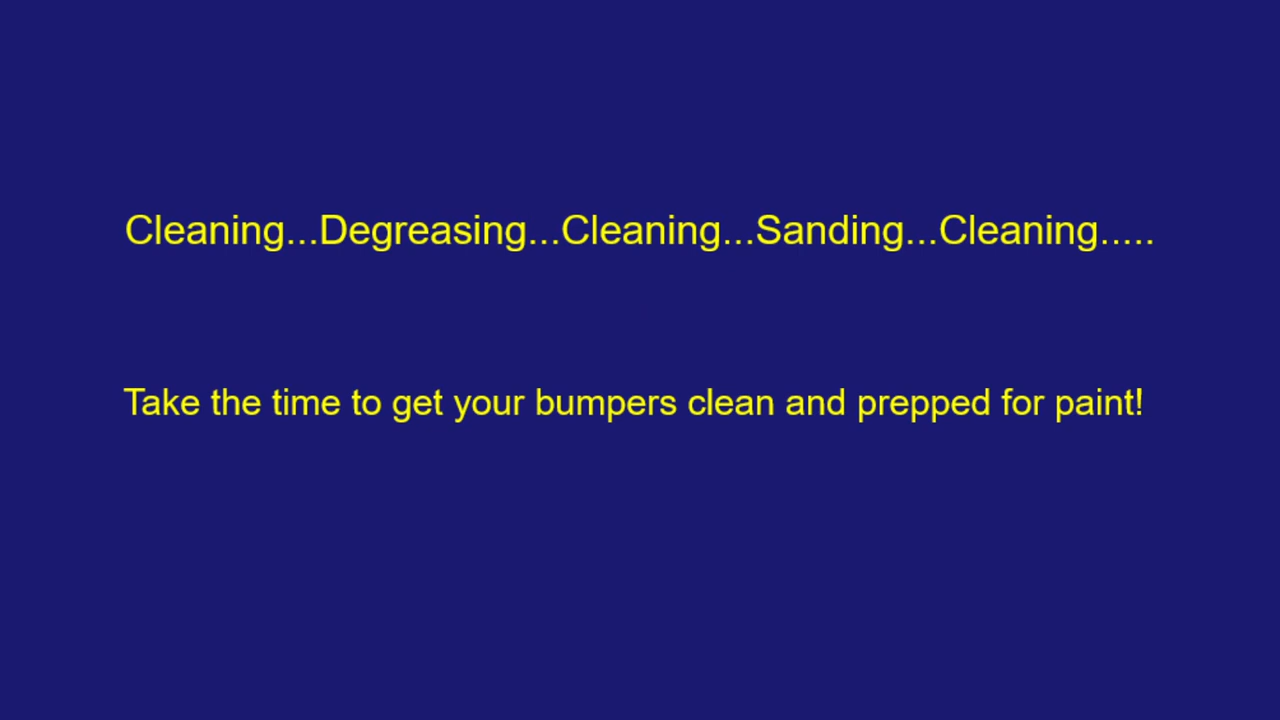 Cleaning...Degreasing...Cleaning...Sanding...Cleaning.....
Take the time to get your bumpers clean and prepped for paint!